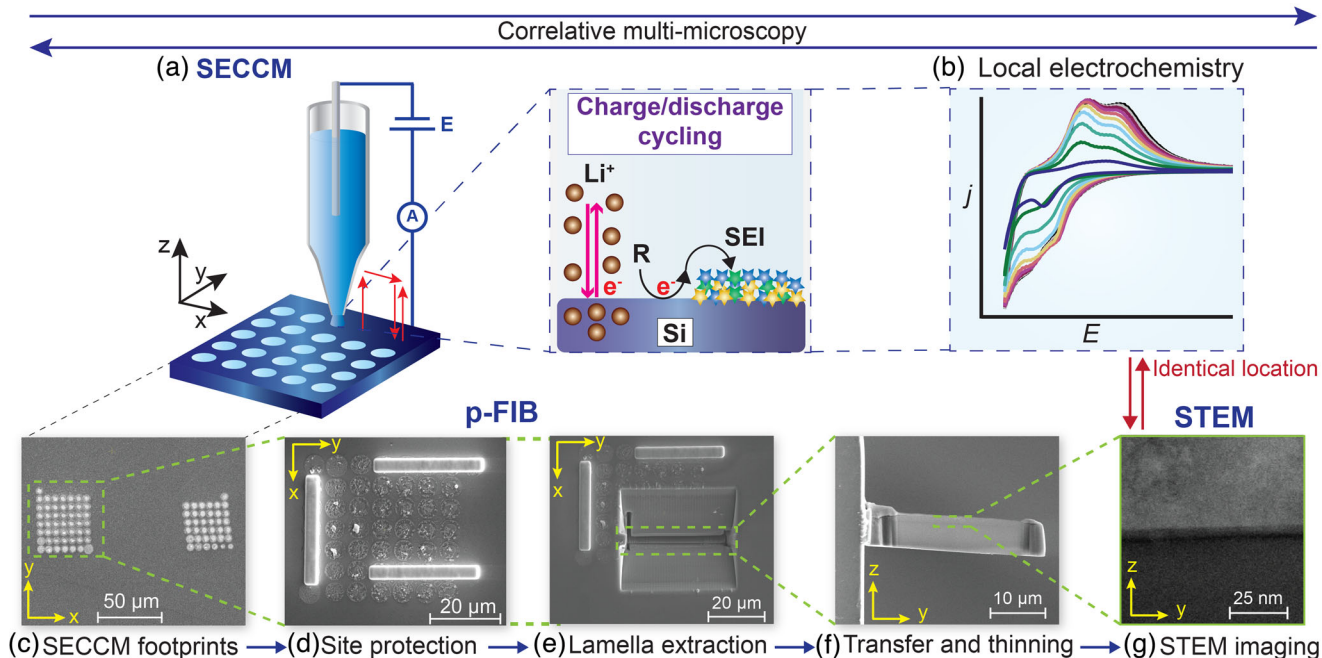 Correlative multi-microscopy
(a) SECCM
E
A
z
y
x
Charge/discharge
cycling
Li⁺
R
SEI
e⁻
e⁻
Si
(b) Local electrochemistry
j
E
Identical location
p-FIB
STEM
y
x
50 µm
y
x
20 µm
y
x
20 µm
z
y
10 µm
z
y
25 nm
(c) SECCM footprints
(d) Site protection
(e) Lamella extraction
(f) Transfer and thinning
(g) STEM imaging